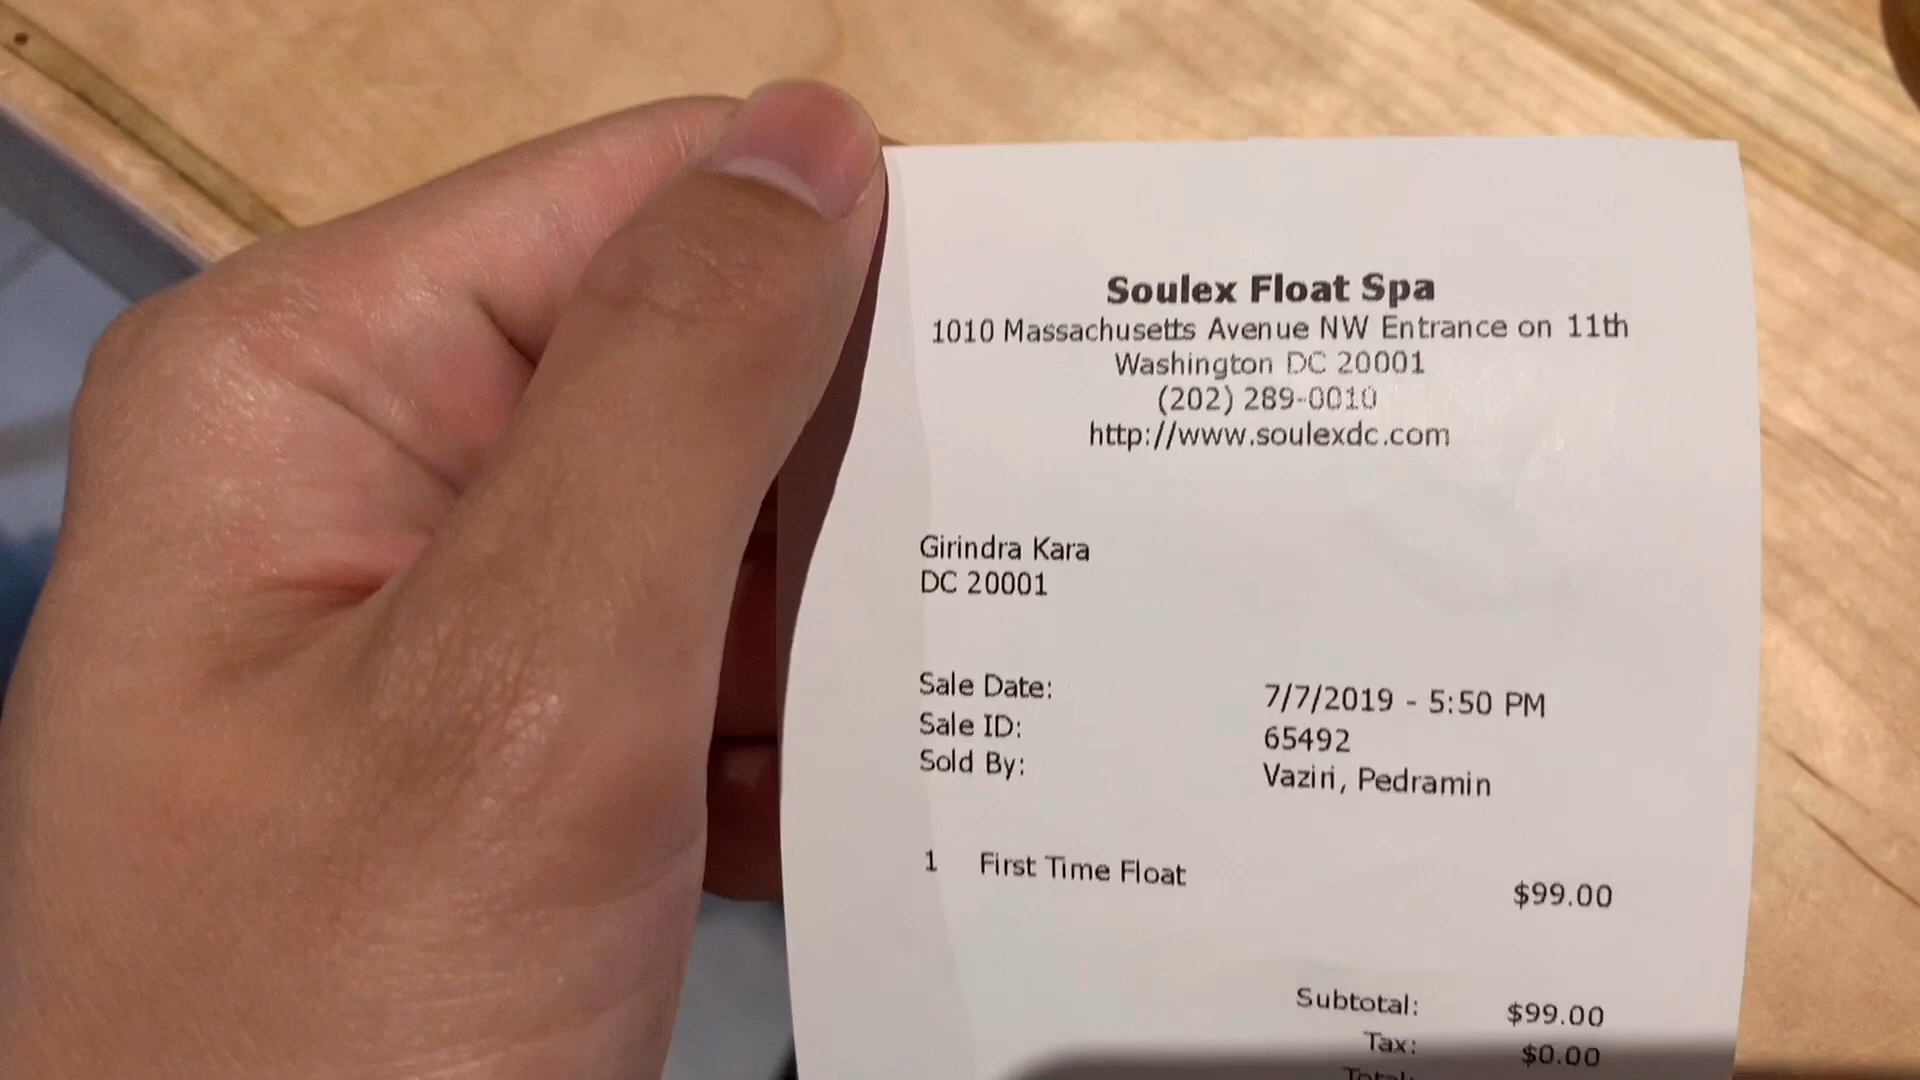 Soulex Float Spa
1010 Massachusetts Avenue NW Entrance on 11th
Washington DC 20001
(202) 289-0010
http://www.soulexdc.com
Girindra Kara
DC 20001
Sale Date: 7/7/2019 - 5:50 PM
Sale ID: 65492
Sold By: Vaziri, Pedramin
1 First Time Float $99.00
Subtotal: $99.00
Tax: $0.00
Total: